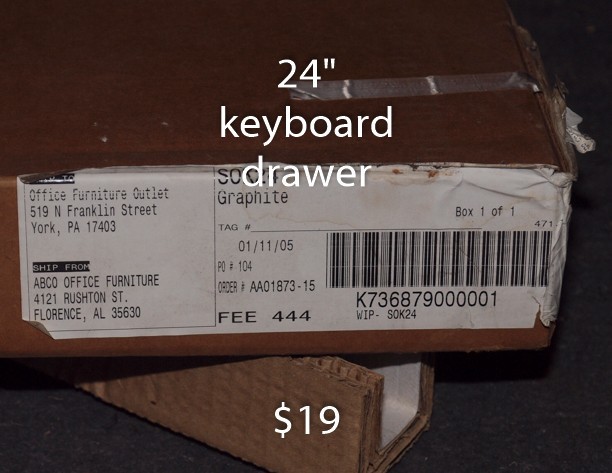 24"
keyboard
drawer
Office Furniture Outlet
519 N Franklin Street
York, PA 17403
SHIP FROM
ABCO OFFICE FURNITURE
4121 RUSHTON ST.
FLORENCE, AL 35630
Graphite
TAG #
01/11/05
PO # 104
ORDER # AA01873-15
FEE 444
Box 1 of 1
471
K736879000001
WIP- SOK24
$19